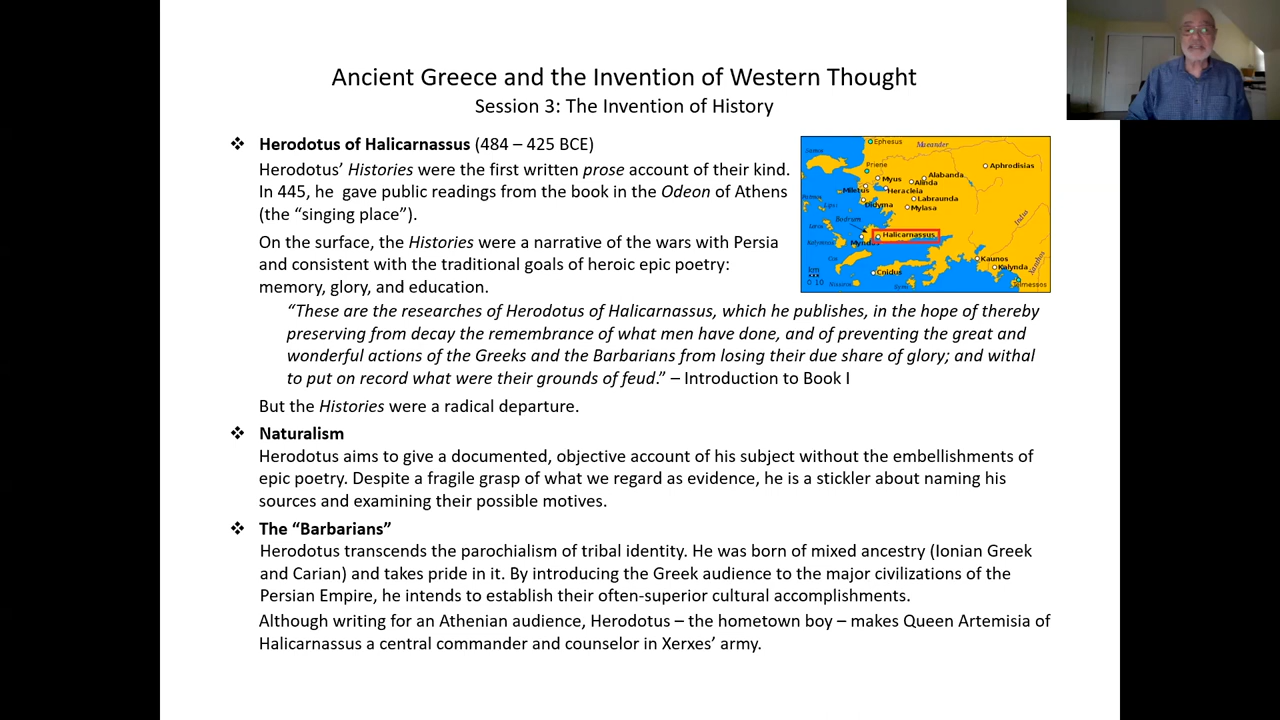 Ancient Greece and the Invention of Western Thought
Session 3: The Invention of History
❖ Herodotus of Halicarnassus (484 – 425 BCE)
Herodotus’ Histories were the first written prose account of their kind.
In 445, he gave public readings from the book in the Odeon of Athens
(the “singing place”).
On the surface, the Histories were a narrative of the wars with Persia
and consistent with the traditional goals of heroic epic poetry:
memory, glory, and education.
Ephesus
Maeander
Priene
Aphrodisias
Myus
Alabanda
Alinda
Miletus
Heracleia
Labraunda
Didyma
Mylasa
Bodrum
Indus
Halicarnassus
Myndus
Kaunos
Kalynda
Xanthos
Cos
Cnidus
Telmessos
km
0 10
“These are the researches of Herodotus of Halicarnassus, which he publishes, in the hope of thereby
preserving from decay the remembrance of what men have done, and of preventing the great and
wonderful actions of the Greeks and the Barbarians from losing their due share of glory; and withal
to put on record what were their grounds of feud.” – Introduction to Book I
But the Histories were a radical departure.
❖ Naturalism
Herodotus aims to give a documented, objective account of his subject without the embellishments of
epic poetry. Despite a fragile grasp of what we regard as evidence, he is a stickler about naming his
sources and examining their possible motives.
❖ The “Barbarians”
Herodotus transcends the parochialism of tribal identity. He was born of mixed ancestry (Ionian Greek
and Carian) and takes pride in it. By introducing the Greek audience to the major civilizations of the
Persian Empire, he intends to establish their often-superior cultural accomplishments.
Although writing for an Athenian audience, Herodotus – the hometown boy – makes Queen Artemisia of
Halicarnassus a central commander and counselor in Xerxes’ army.